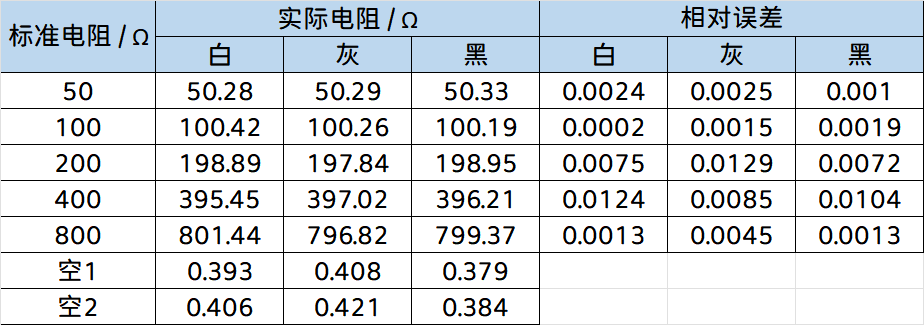 标准电阻 / Ω 实际电阻 / Ω 相对误差
白 灰 黑 白 灰 黑
50 50.28 50.29 50.33 0.0024 0.0025 0.001
100 100.42 100.26 100.19 0.0002 0.0015 0.0019
200 198.89 197.84 198.95 0.0075 0.0129 0.0072
400 395.45 397.02 396.21 0.0124 0.0085 0.0104
800 801.44 796.82 799.37 0.0013 0.0045 0.0013
空1 0.393 0.408 0.379
空2 0.406 0.421 0.384